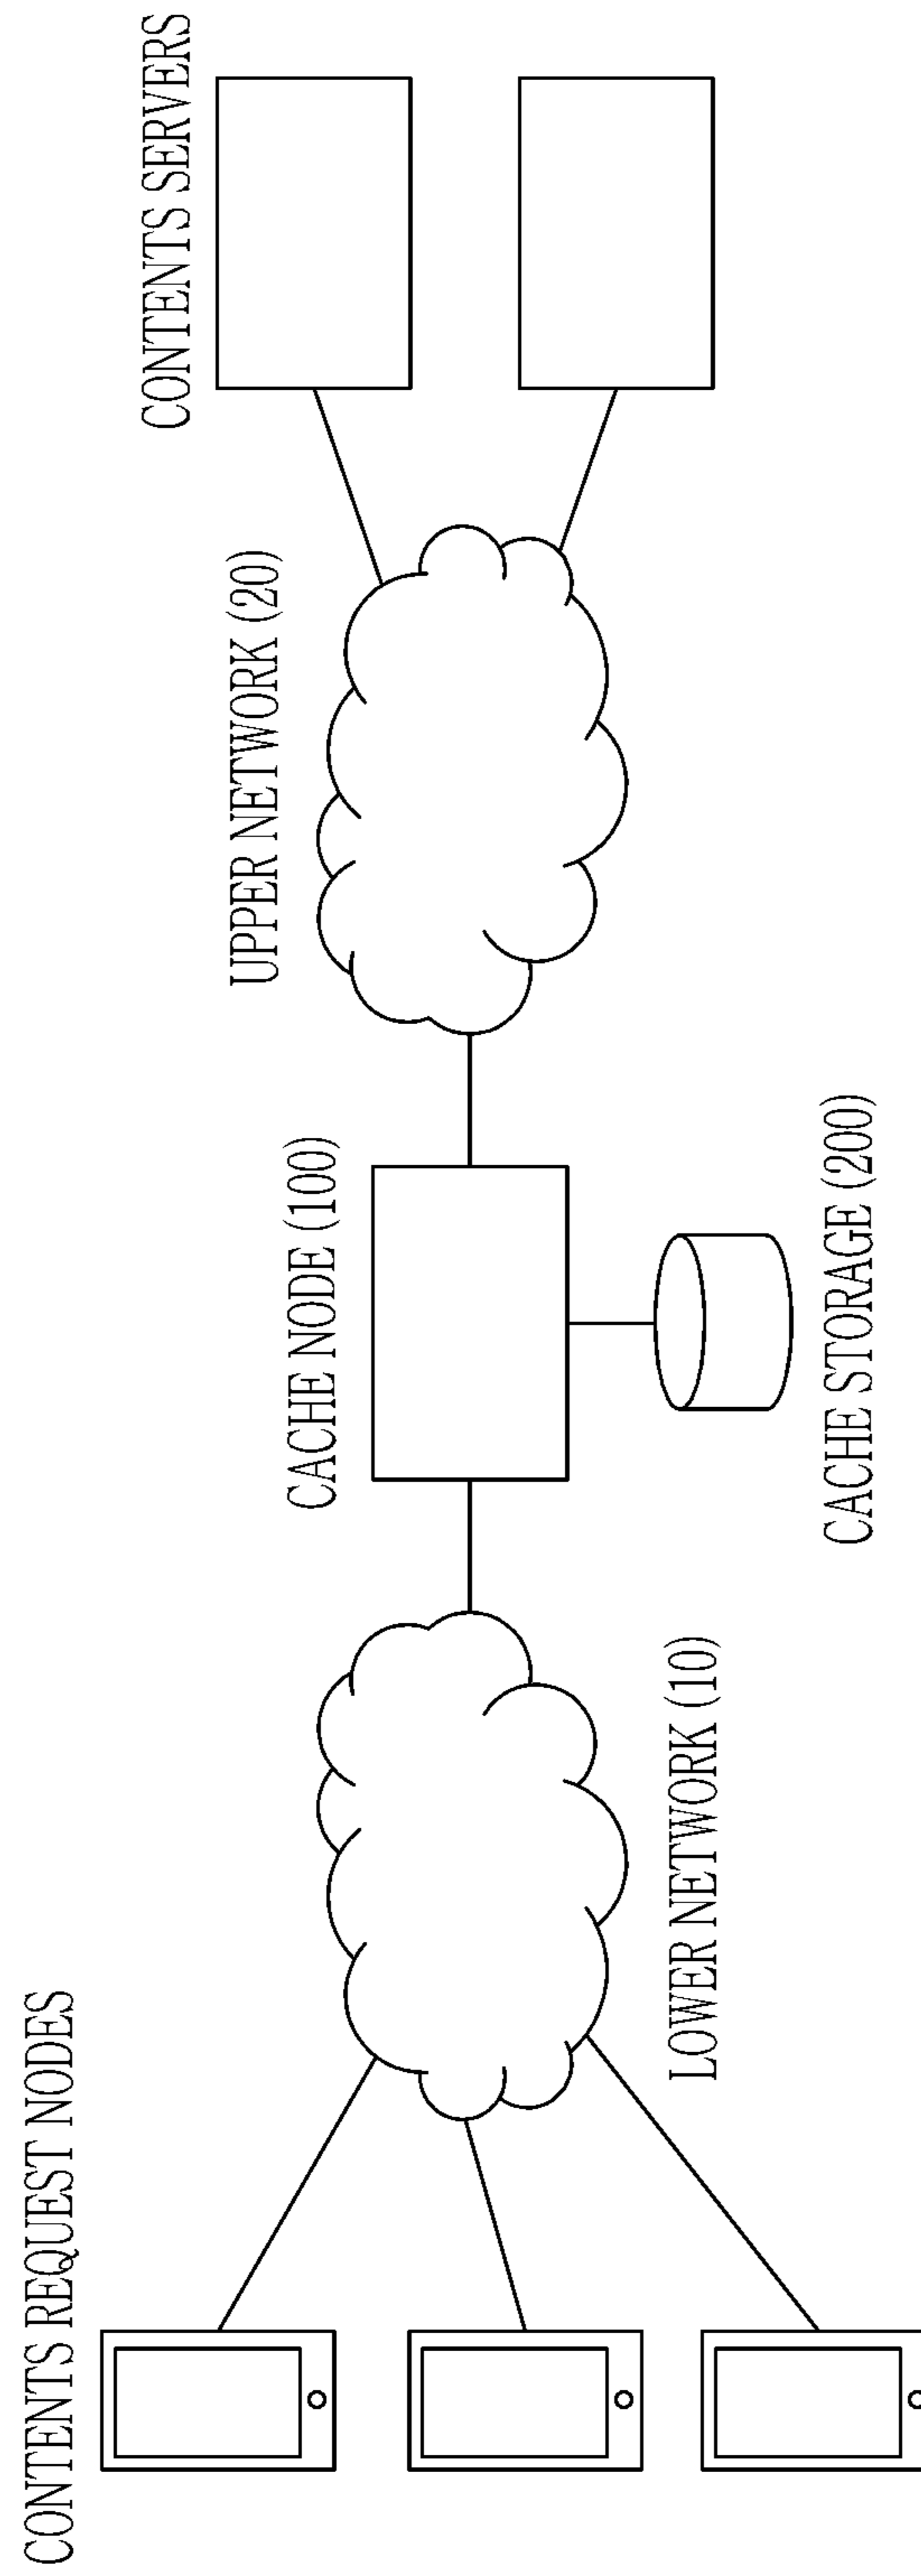 CONTENTS REQUEST NODES
LOWER NETWORK (10)
CACHE NODE (100)
CACHE STORAGE (200)
UPPER NETWORK (20)
CONTENTS SERVERS